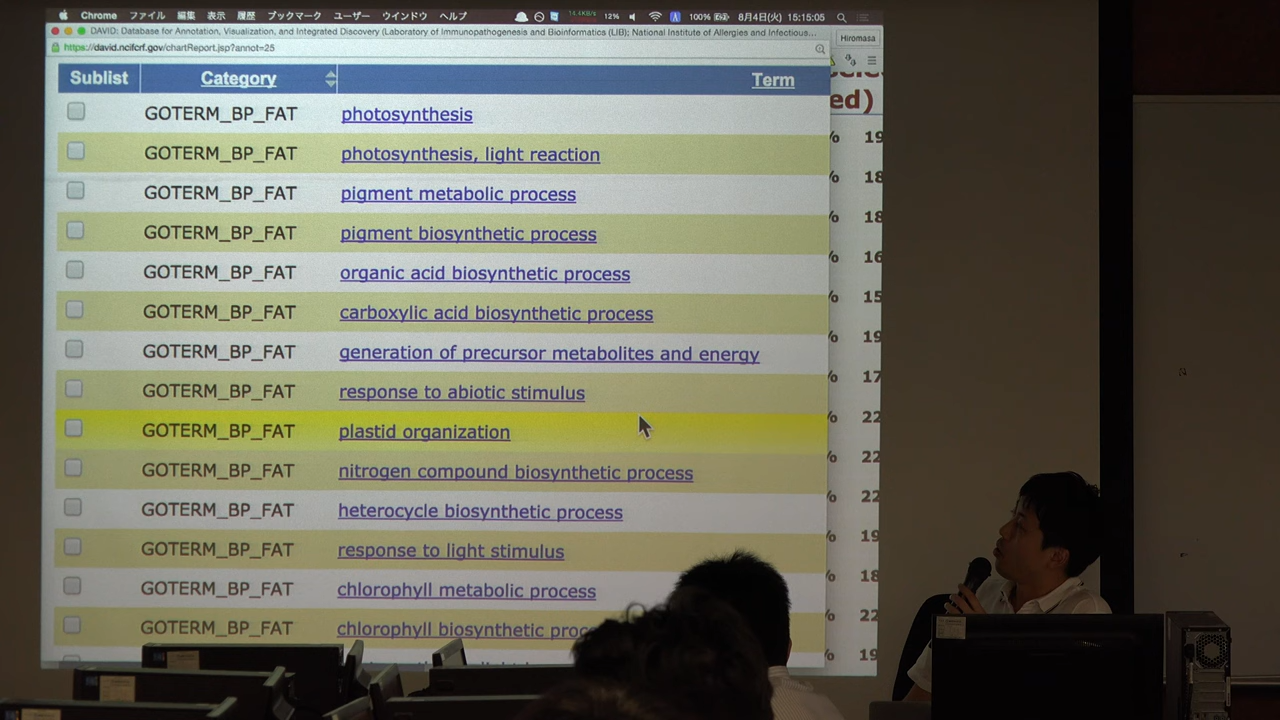 Chrome ファイル 編集 表示 履歴 ブックマーク ユーザー ウインドウ ヘルプ 14.4KB/s 12% 100% 8月4日(火) 15:15:05
DAVID: Database for Annotation, Visualization, and Integrated Discovery (Laboratory of Immunopathogenesis and Bioinformatics (LIB); National Institute of Allergies and Infectious...
Hiromasa
https://david.ncifcrf.gov/chartReport.jsp?annot=25
Sublist Category Term
ed)
GOTERM_BP_FAT photosynthesis
% 19
GOTERM_BP_FAT photosynthesis, light reaction
% 18
GOTERM_BP_FAT pigment metabolic process
% 18
GOTERM_BP_FAT pigment biosynthetic process
% 16
GOTERM_BP_FAT organic acid biosynthetic process
% 15
GOTERM_BP_FAT carboxylic acid biosynthetic process
% 19
GOTERM_BP_FAT generation of precursor metabolites and energy
% 17
GOTERM_BP_FAT response to abiotic stimulus
% 22
GOTERM_BP_FAT plastid organization
% 22
GOTERM_BP_FAT nitrogen compound biosynthetic process
% 22
GOTERM_BP_FAT heterocycle biosynthetic process
% 19
GOTERM_BP_FAT response to light stimulus
% 18
GOTERM_BP_FAT chlorophyll metabolic process
% 22
GOTERM_BP_FAT chlorophyll biosynthetic proc
% 19